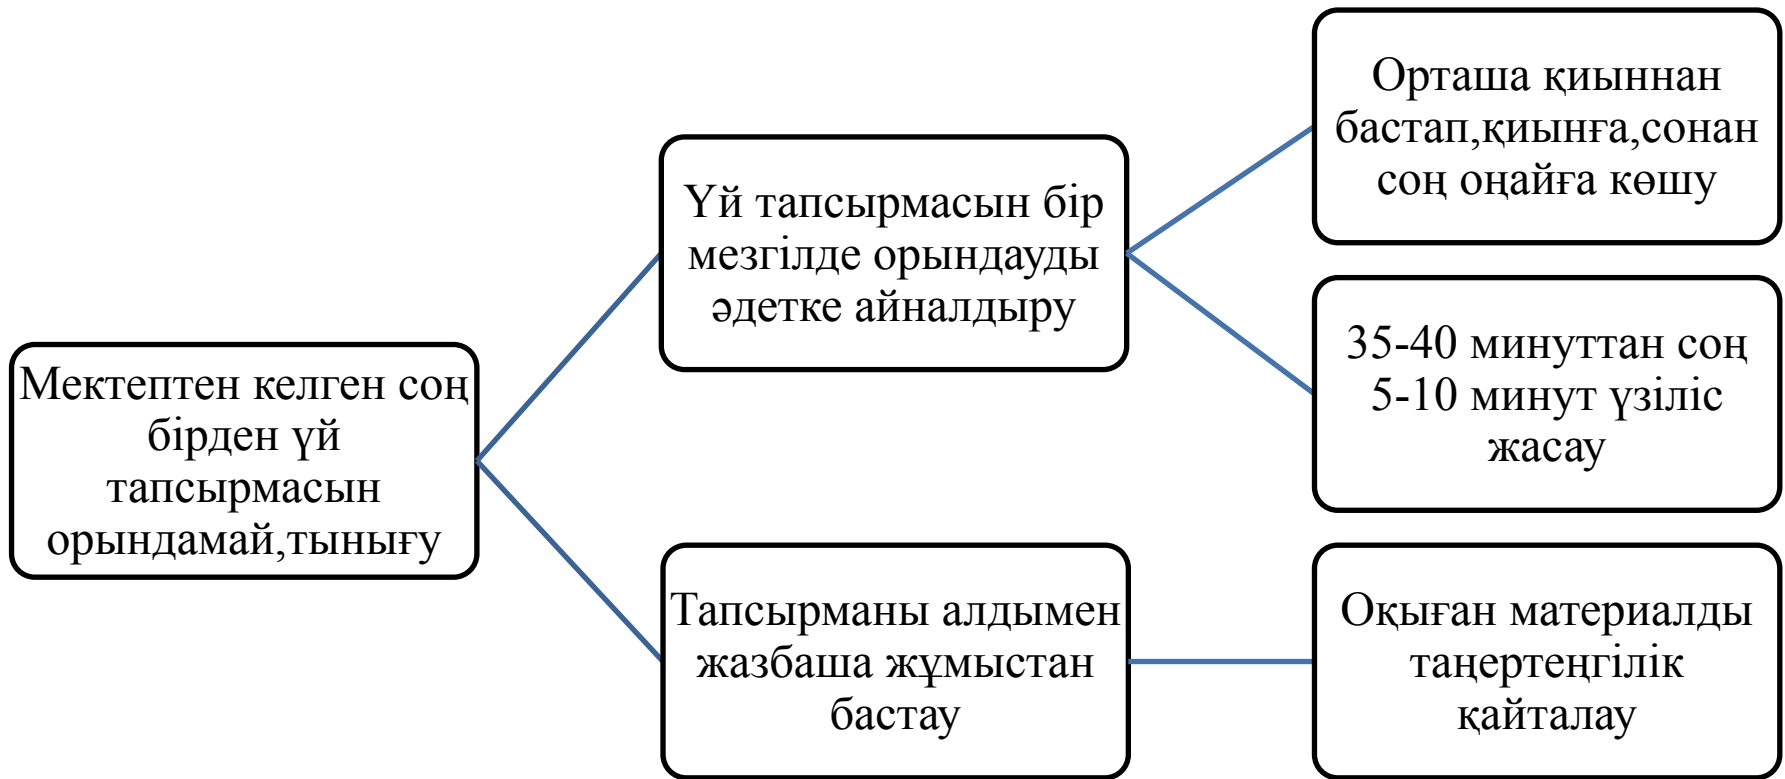 Мектептен келген соң
бірден үй
тапсырмасын
орындамай,тынығу
Үй тапсырмасын бір
мезгілде орындауды
әдетке айналдыру
Орташа қиыннан
бастап,қиынға,сонан
соң оңайға көшу
35-40 минуттан соң
5-10 минут үзіліс
жасау
Тапсырманы алдымен
жазбаша жұмыстан
бастау
Оқыған материалды
таңертеңгілік
қайталау